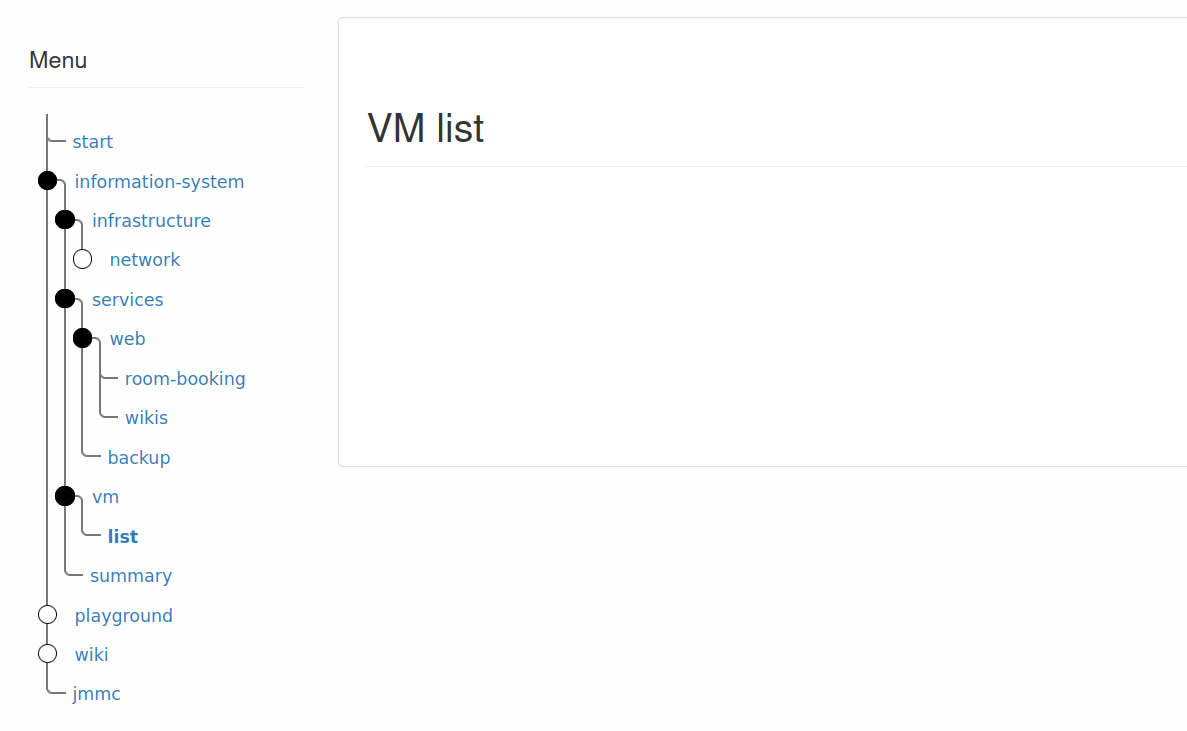 Menu
start
information-system
infrastructure
network
services
web
room-booking
wikis
backup
vm
list
summary
playground
wiki
jmmc
VM list